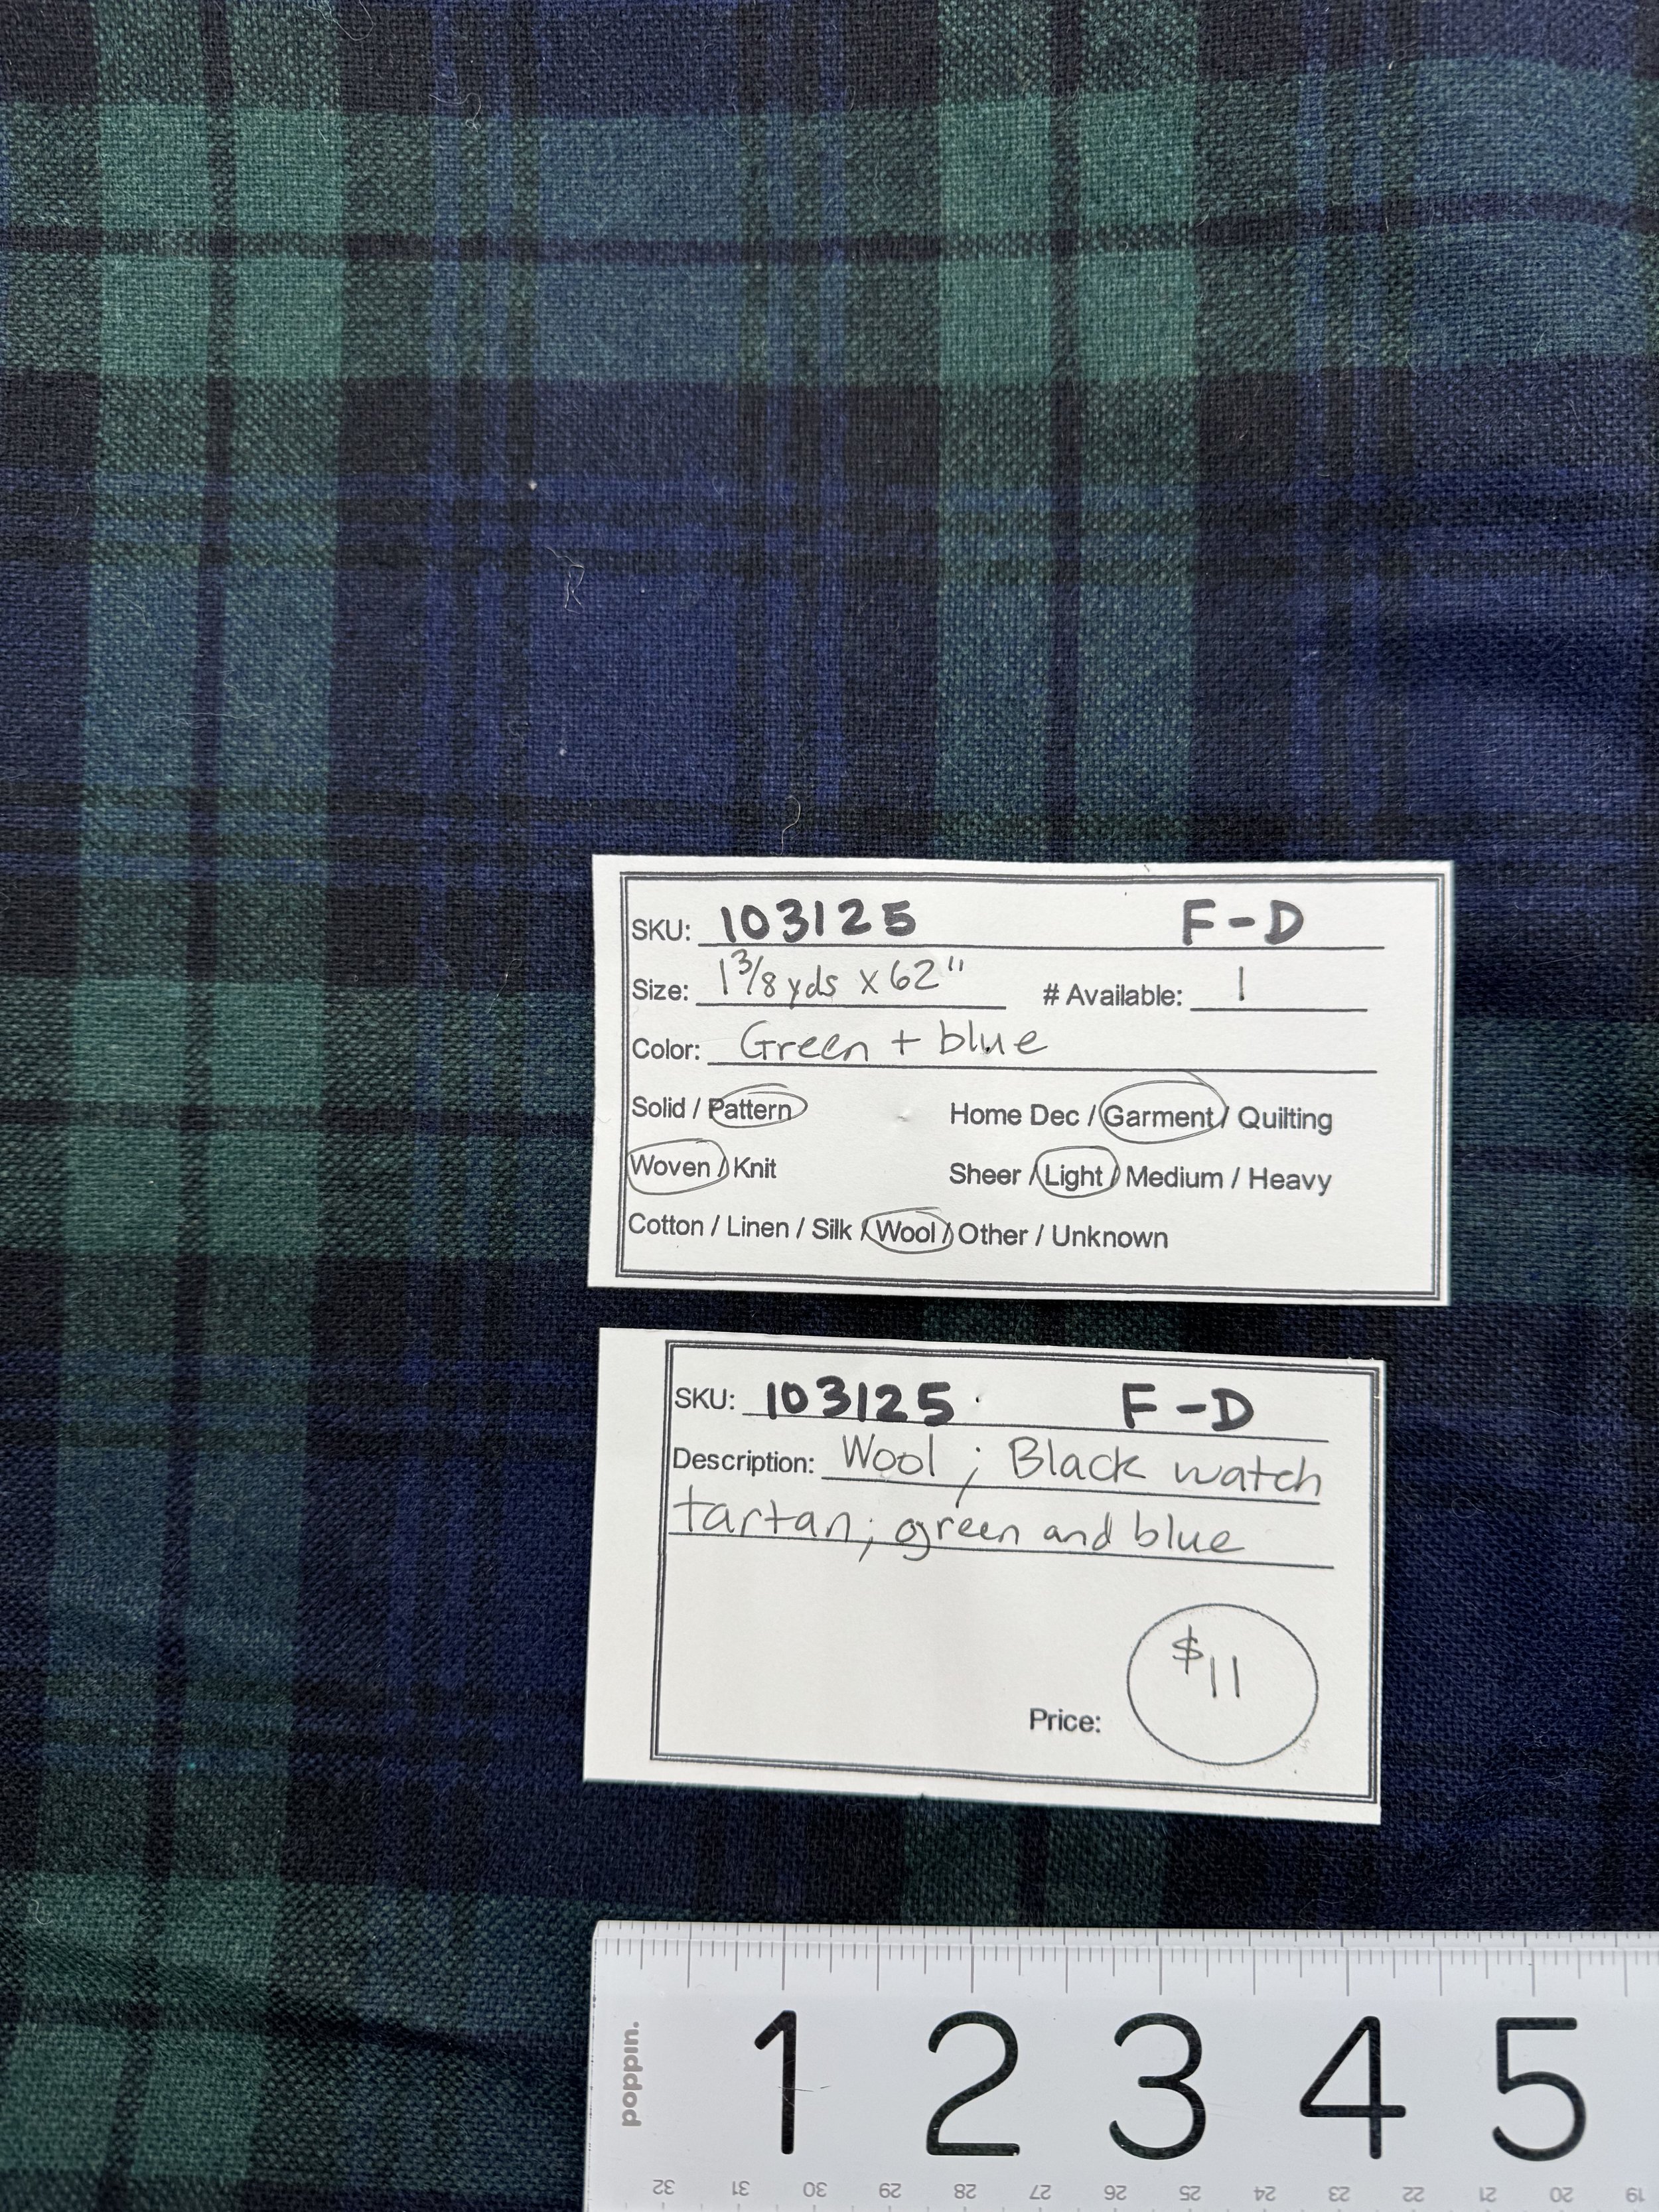 SKU: 103125 F-D
Size: 1 3/8 yds x 62" # Available: 1
Color: Green + blue
Solid / Pattern Home Dec / Garment / Quilting
Woven / Knit Sheer / Light / Medium / Heavy
Cotton / Linen / Silk / Wool / Other / Unknown
SKU: 103125 F-D
Description: Wool; Black watch
tartan; green and blue
$11
Price:
poppin.
1 2 3 4 5
32 31 30 29 28 27 26 25 24 23 22 21 20 19